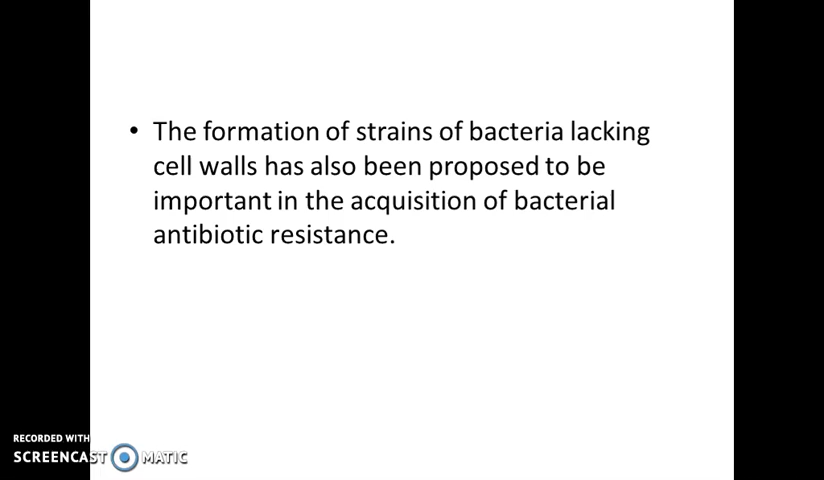 • The formation of strains of bacteria lacking
cell walls has also been proposed to be
important in the acquisition of bacterial
antibiotic resistance.
RECORDED WITH
SCREENCAST MATIC